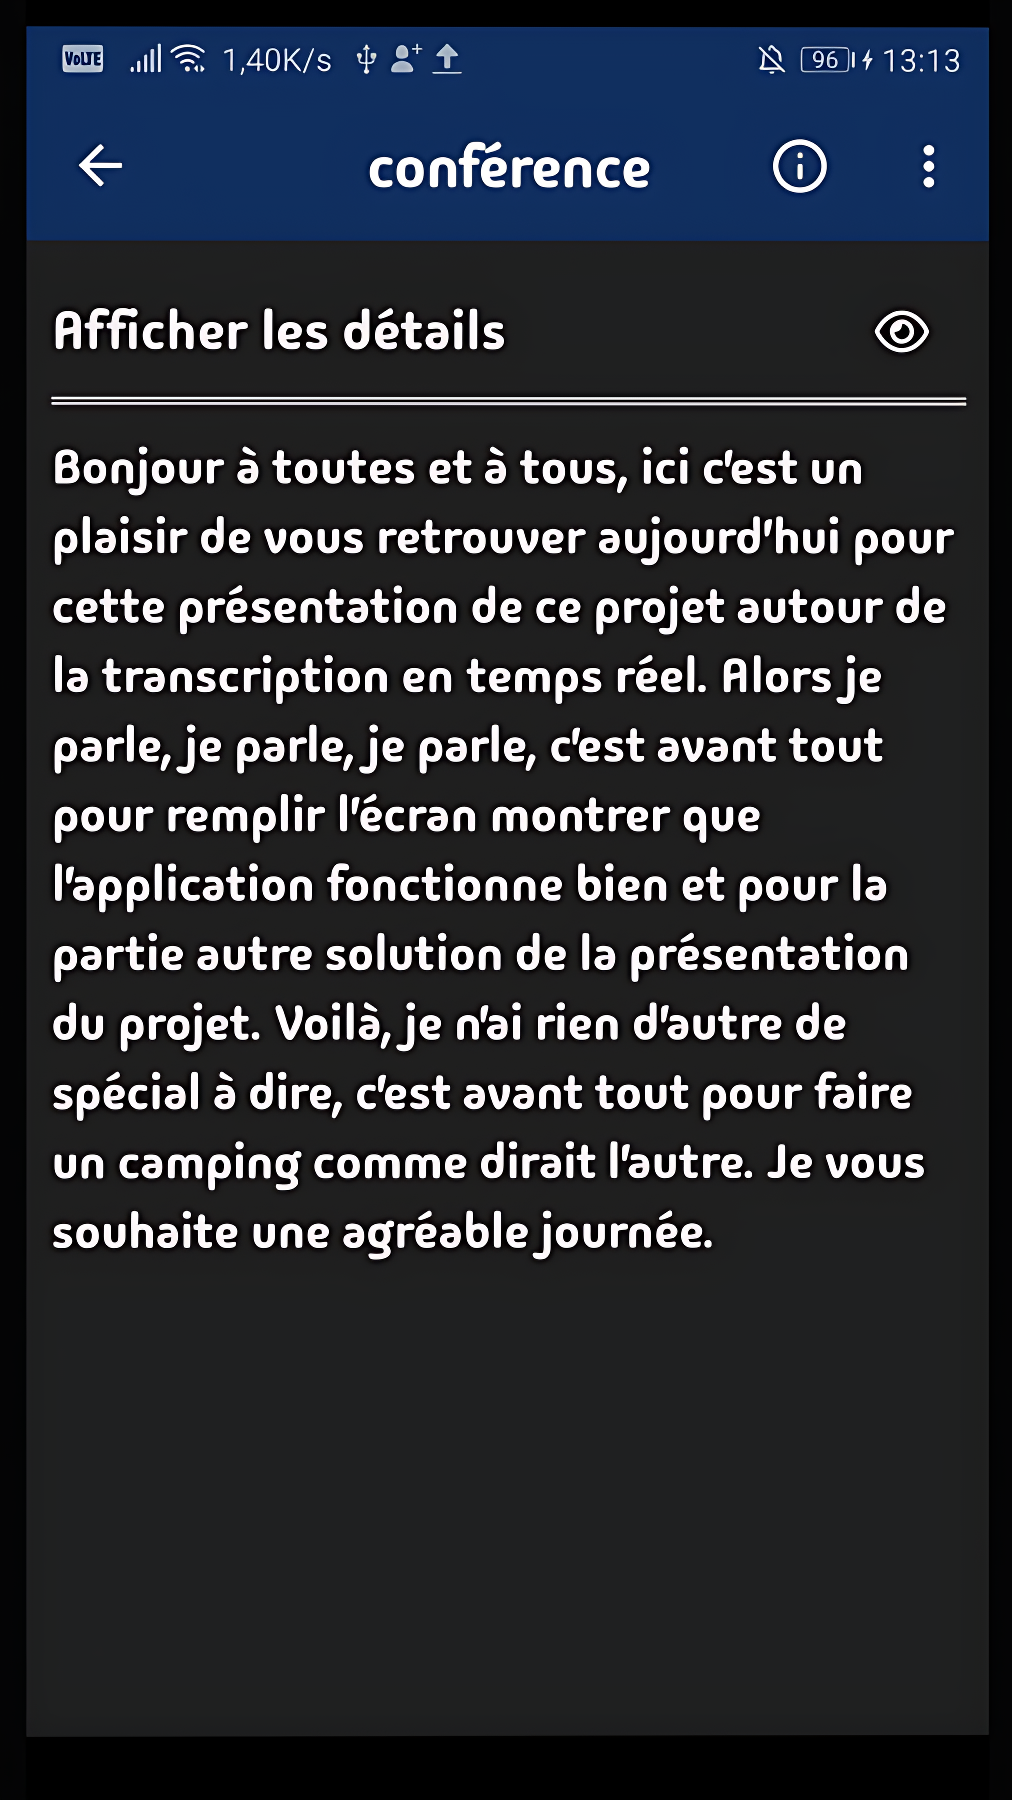 VoLTE 1,40K/s 96 13:13
conférence
Afficher les détails
Bonjour à toutes et à tous, ici c'est un
plaisir de vous retrouver aujourd'hui pour
cette présentation de ce projet autour de
la transcription en temps réel. Alors je
parle, je parle, je parle, c'est avant tout
pour remplir l'écran montrer que
l'application fonctionne bien et pour la
partie autre solution de la présentation
du projet. Voilà, je n'ai rien d'autre de
spécial à dire, c'est avant tout pour faire
un camping comme dirait l'autre. Je vous
souhaite une agréable journée.